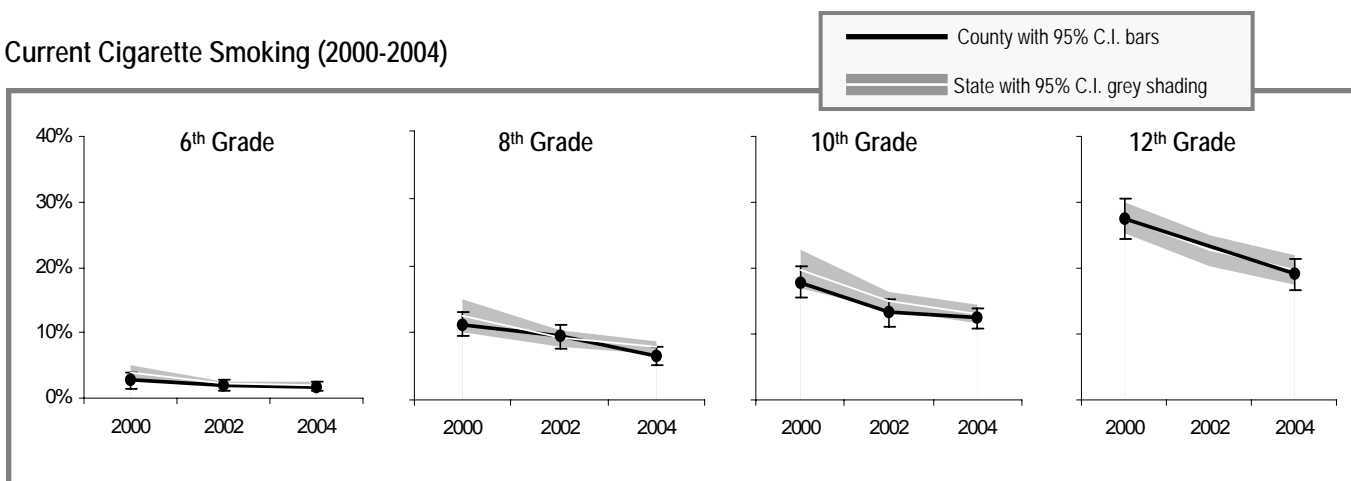 Current Cigarette Smoking (2000-2004)
County with 95% C.I. bars
State with 95% C.I. grey shading
6th Grade
8th Grade
10th Grade
12th Grade
40%
30%
20%
10%
0%
2000 2002 2004
2000 2002 2004
2000 2002 2004
2000 2002 2004